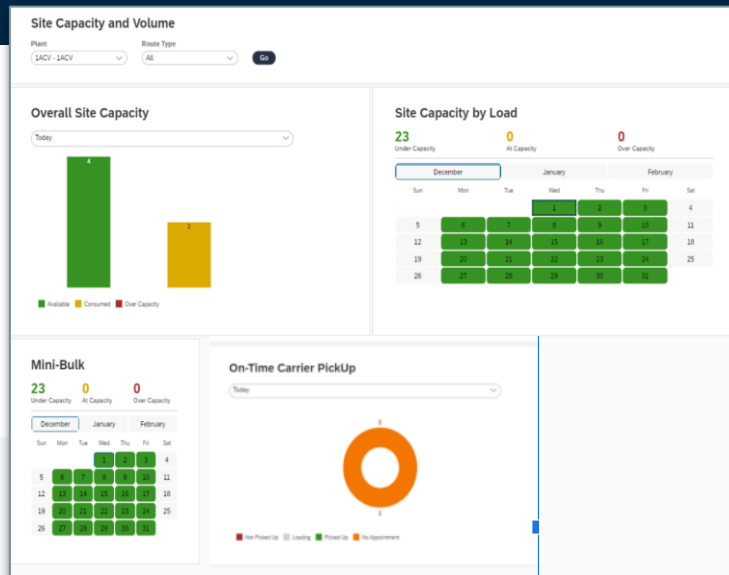 Site Capacity and Volume
Plant Route Type
1ACV - 1ACV All Go
Overall Site Capacity
Today
4
2
Available Consumed Over Capacity
Site Capacity by Load
23 0 0
Under Capacity At Capacity Over Capacity
December January February
Sun Mon Tue Wed Thu Fri Sat
1 2 3 4
5 6 7 8 9 10 11
12 13 14 15 16 17 18
19 20 21 22 23 24 25
26 27 28 29 30 31
Mini-Bulk
23 0 0
Under Capacity At Capacity Over Capacity
December January February
Sun Mon Tue Wed Thu Fri Sat
1 2 3 4
5 6 7 8 9 10 11
12 13 14 15 16 17 18
19 20 21 22 23 24 25
26 27 28 29 30 31
On-Time Carrier PickUp
Today
Not Picked Up Loading Picked Up No Appointment